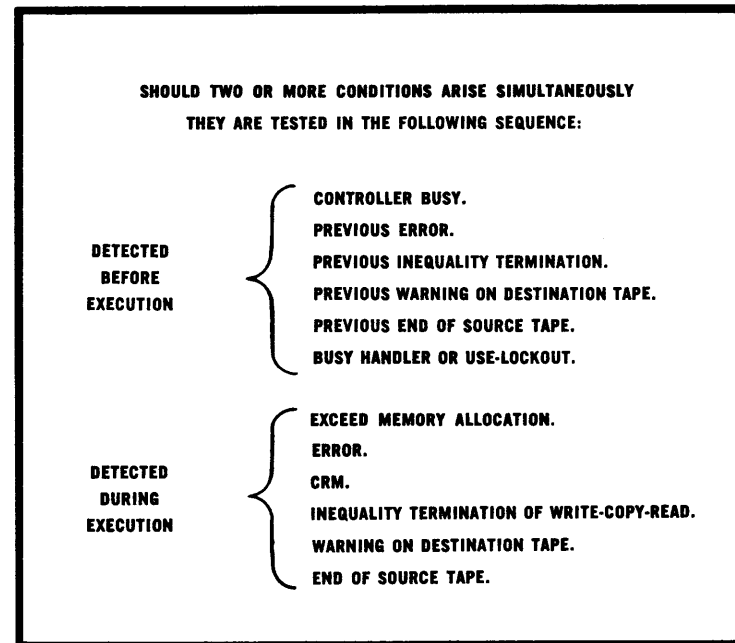 SHOULD TWO OR MORE CONDITIONS ARISE SIMULTANEOUSLY
THEY ARE TESTED IN THE FOLLOWING SEQUENCE:
DETECTED
BEFORE
EXECUTION
CONTROLLER BUSY.
PREVIOUS ERROR.
PREVIOUS INEQUALITY TERMINATION.
PREVIOUS WARNING ON DESTINATION TAPE.
PREVIOUS END OF SOURCE TAPE.
BUSY HANDLER OR USE-LOCKOUT.
DETECTED
DURING
EXECUTION
EXCEED MEMORY ALLOCATION.
ERROR.
CRM.
INEQUALITY TERMINATION OF WRITE-COPY-READ.
WARNING ON DESTINATION TAPE.
END OF SOURCE TAPE.